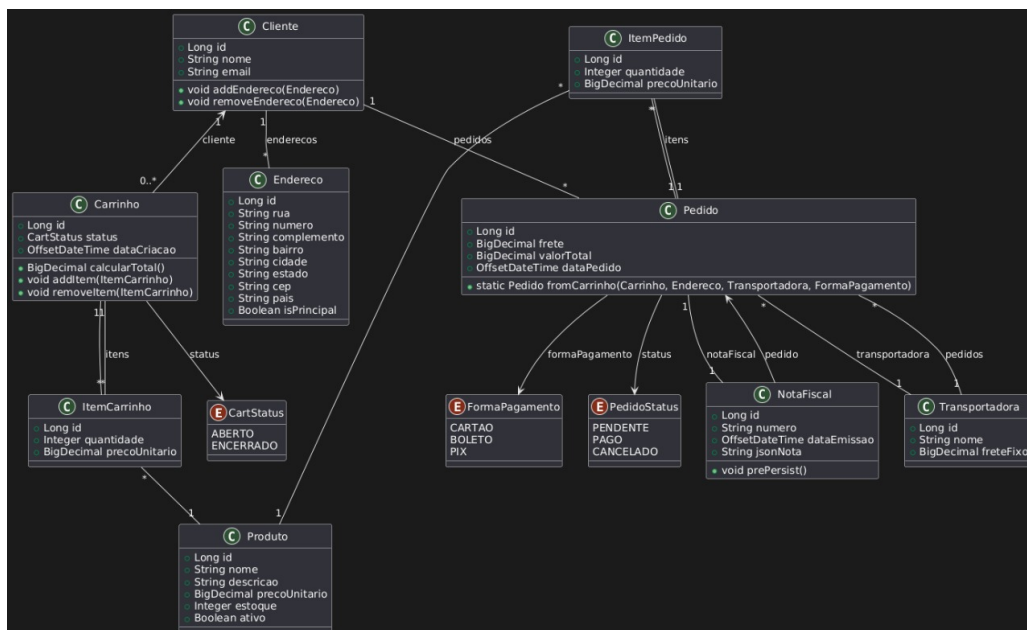 C Cliente
Long id
String nome
String email
void addEndereco(Endereco)
void removeEndereco(Endereco)
C ItemPedido
Long id
Integer quantidade
BigDecimal precoUnitario
1
cliente
0..*
1
enderecos
*
1
pedidos
*
*
1
*
itens
1 1
C Endereco
Long id
String rua
String numero
String complemento
String bairro
String cidade
String estado
String cep
String pais
Boolean isPrincipal
C Carrinho
Long id
CartStatus status
OffsetDateTime dataCriacao
BigDecimal calcularTotal()
void addItem(ItemCarrinho)
void removeItem(ItemCarrinho)
C Pedido
Long id
BigDecimal frete
BigDecimal valorTotal
OffsetDateTime dataPedido
static Pedido fromCarrinho(Carrinho, Endereco, Transportadora, FormaPagamento)
1 1
itens
* *
status
formaPagamento
status
1
notaFiscal
1
pedido
*
transportadora
1
*
pedidos
1
C ItemCarrinho
Long id
Integer quantidade
BigDecimal precoUnitario
E CartStatus
ABERTO
ENCERRADO
E FormaPagamento
CARTAO
BOLETO
PIX
E PedidoStatus
PENDENTE
PAGO
CANCELADO
C NotaFiscal
Long id
String numero
OffsetDateTime dataEmissao
String jsonNota
void prePersist()
C Transportadora
Long id
String nome
BigDecimal freteFixo
*
1
C Produto
Long id
String nome
String descricao
BigDecimal precoUnitario
Integer estoque
Boolean ativo